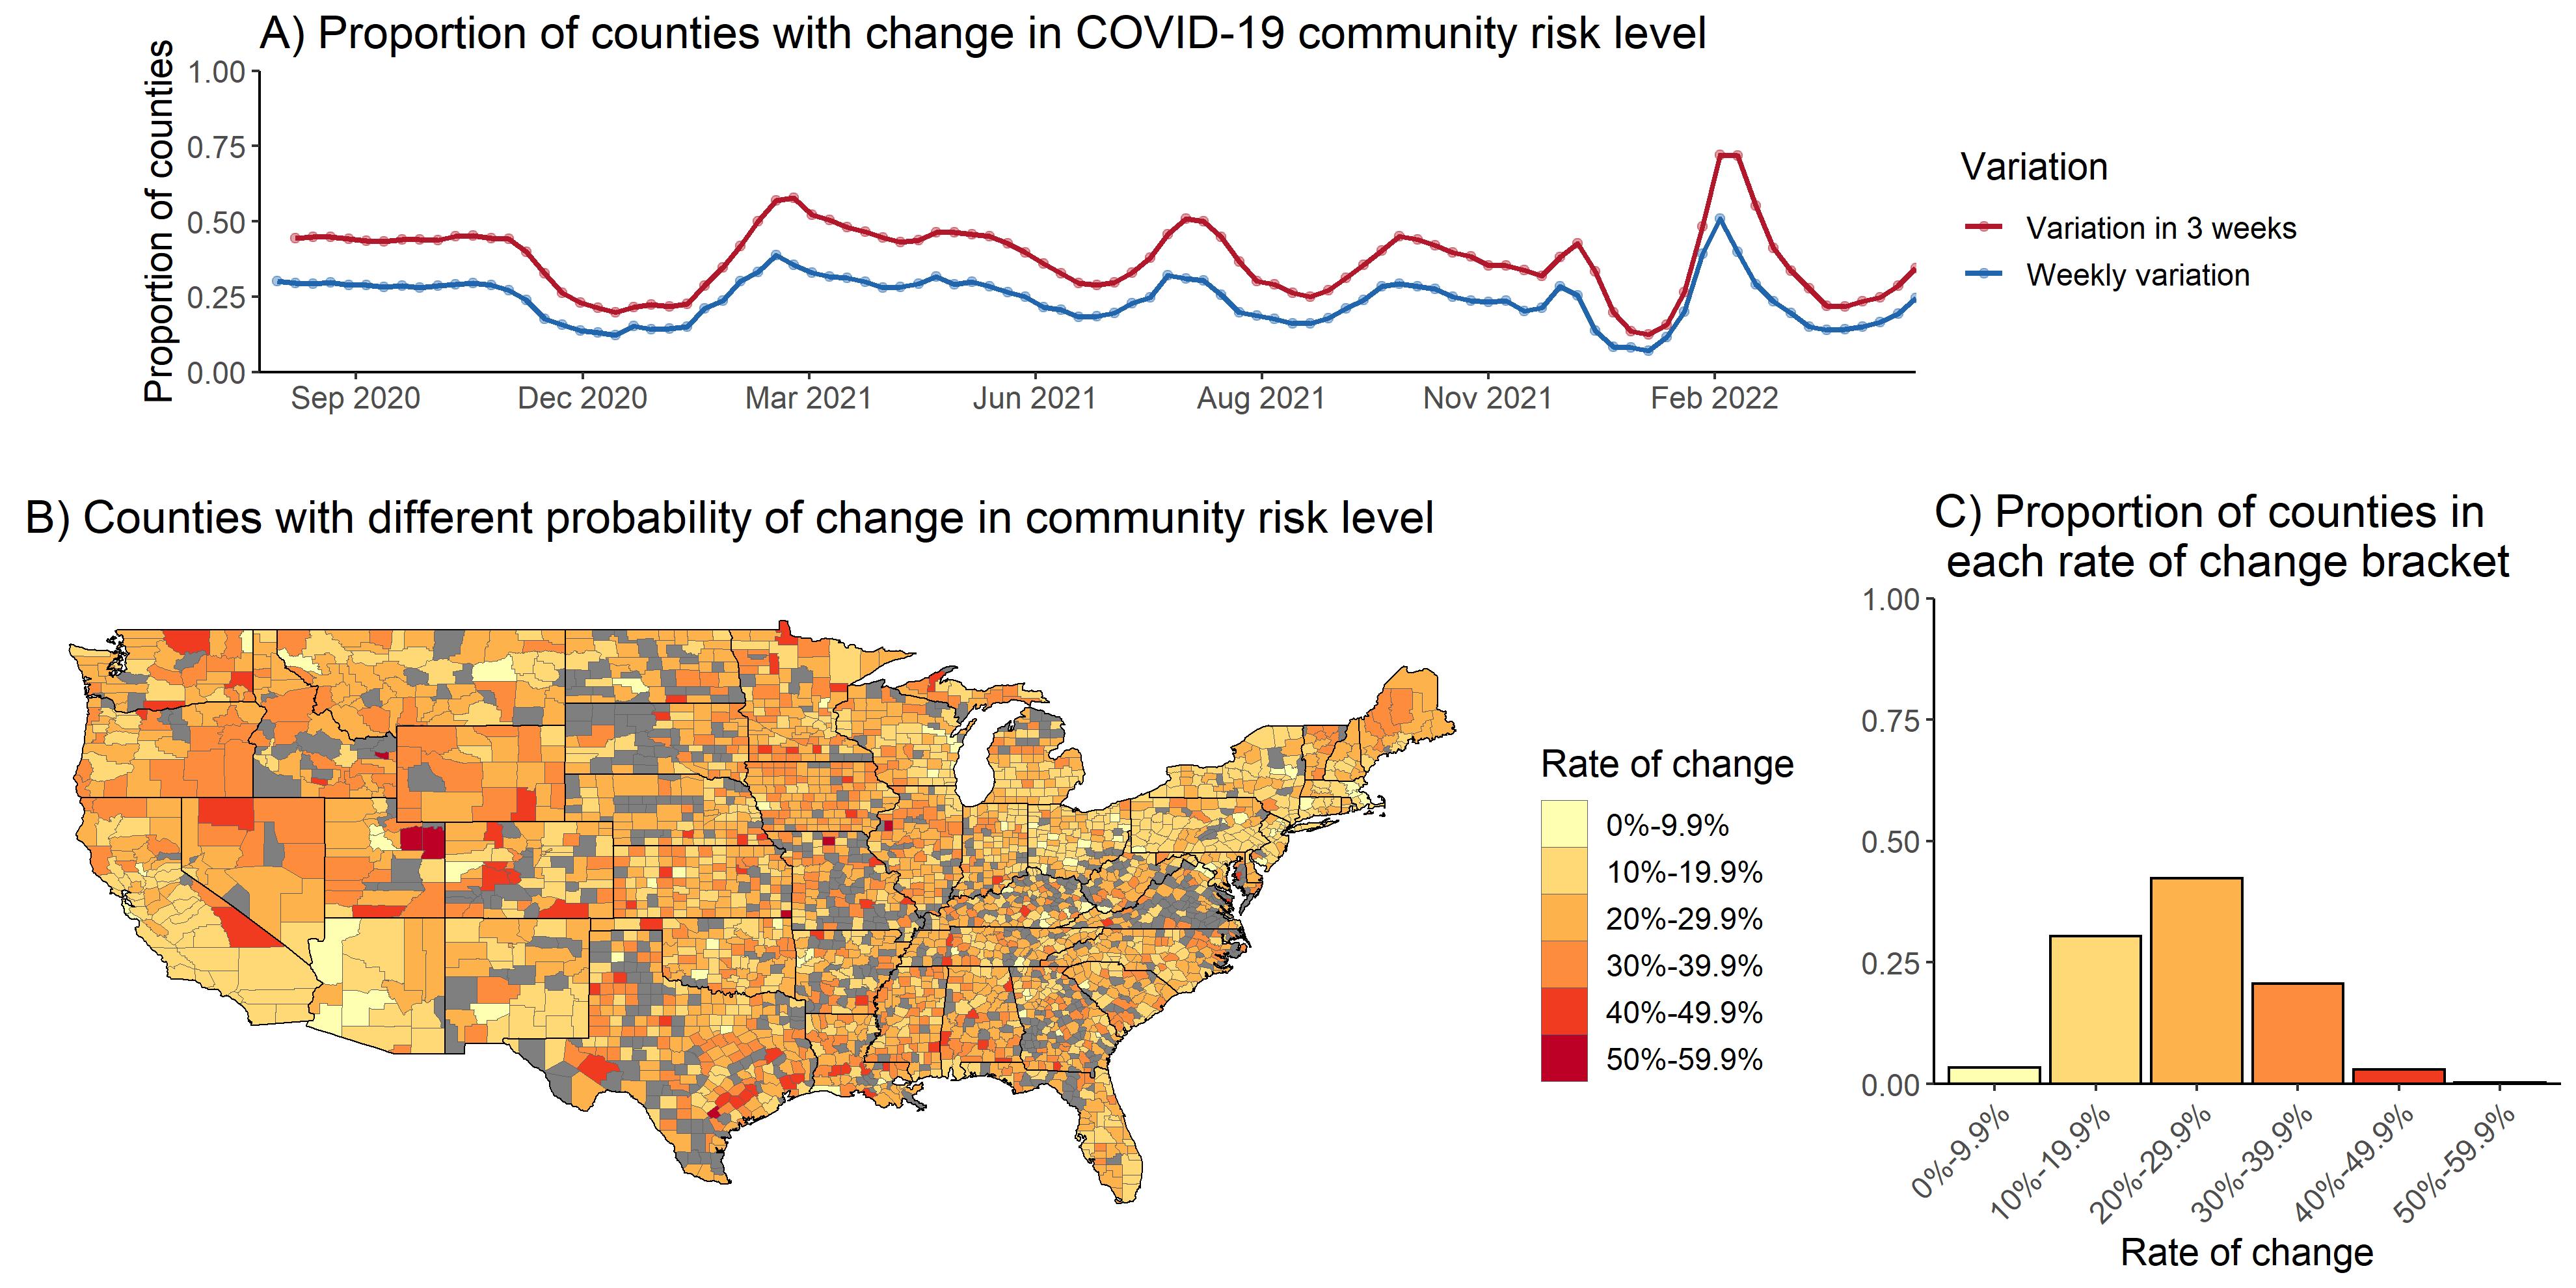 A) Proportion of counties with change in COVID-19 community risk level
Proportion of counties
1.00
0.75
0.50
0.25
0.00
Sep 2020
Dec 2020
Mar 2021
Jun 2021
Aug 2021
Nov 2021
Feb 2022
Variation
Variation in 3 weeks
Weekly variation
B) Counties with different probability of change in community risk level
Rate of change
0%-9.9%
10%-19.9%
20%-29.9%
30%-39.9%
40%-49.9%
50%-59.9%
C) Proportion of counties in
each rate of change bracket
1.00
0.75
0.50
0.25
0.00
0%-9.9%
10%-19.9%
20%-29.9%
30%-39.9%
40%-49.9%
50%-59.9%
Rate of change